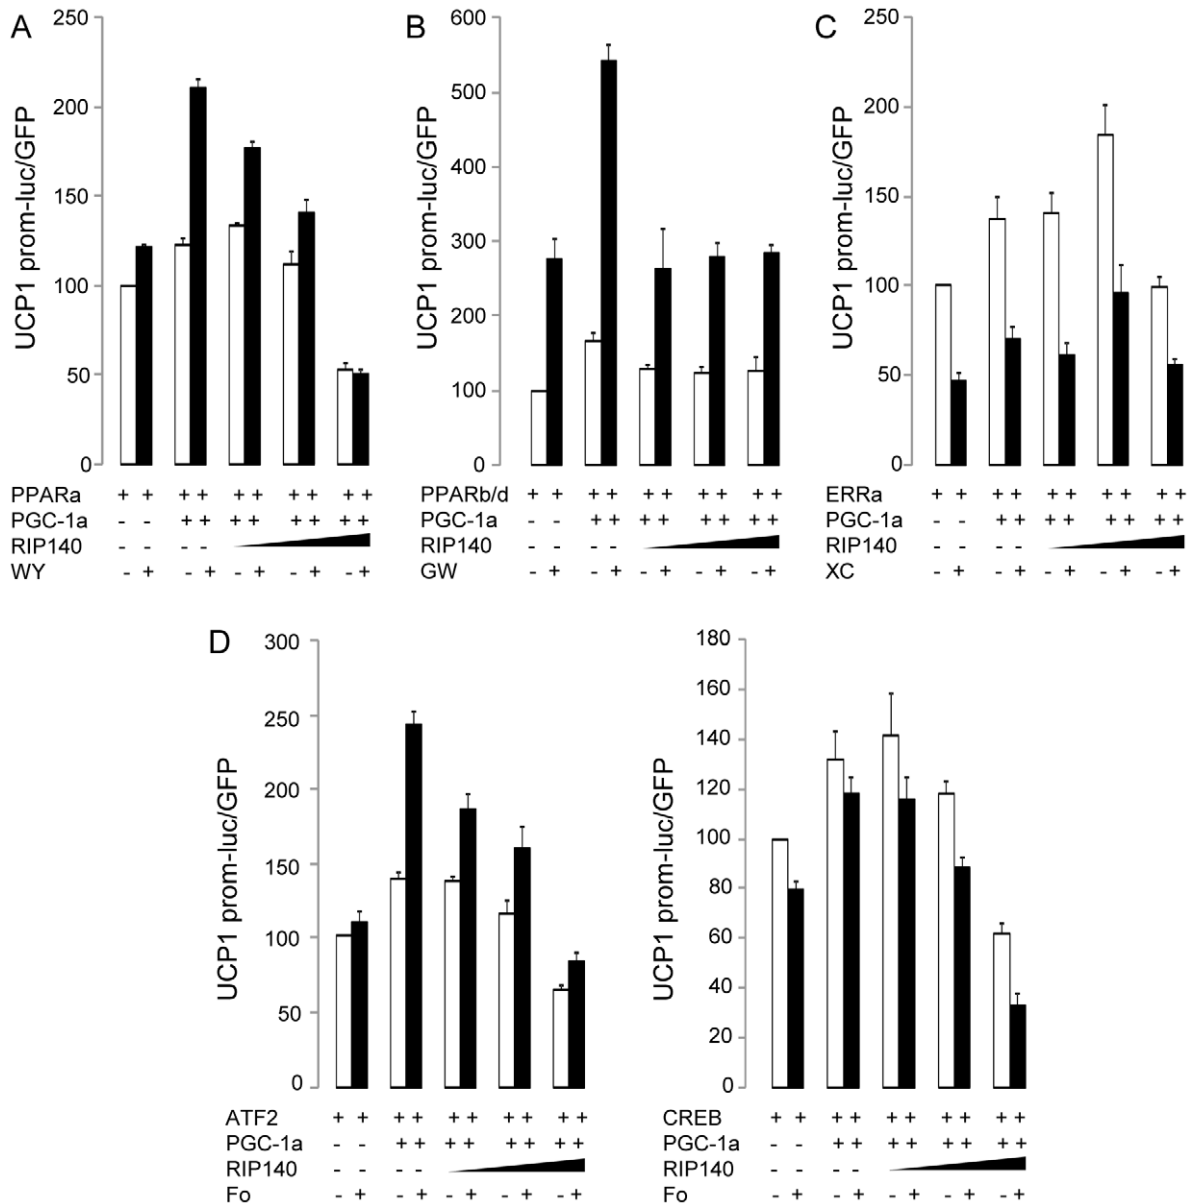 A
UCP1 prom-luc/GFP
250
200
150
100
50
0
PPARa + + + + + + + + + +
PGC-1a - - + + + + + + + +
RIP140 - - - -
WY - + - + - + - + - +
B
UCP1 prom-luc/GFP
600
500
400
300
200
100
0
PPARb/d + + + + + + + + + +
PGC-1a - - + + + + + + + +
RIP140 - - - -
GW - + - + - + - + - +
C
UCP1 prom-luc/GFP
250
200
150
100
50
0
ERRa + + + + + + + + + +
PGC-1a - - + + + + + + + +
RIP140 - - - -
XC - + - + - + - + - +
D
UCP1 prom-luc/GFP
300
250
200
150
100
50
0
ATF2 + + + + + + + + + +
PGC-1a - - + + + + + + + +
RIP140 - - - -
Fo - + - + - + - + - +
UCP1 prom-luc/GFP
180
160
140
120
100
80
60
40
20
0
CREB + + + + + + + + + +
PGC-1a - - + + + + + + + +
RIP140 - - - -
Fo - + - + - + - + - +